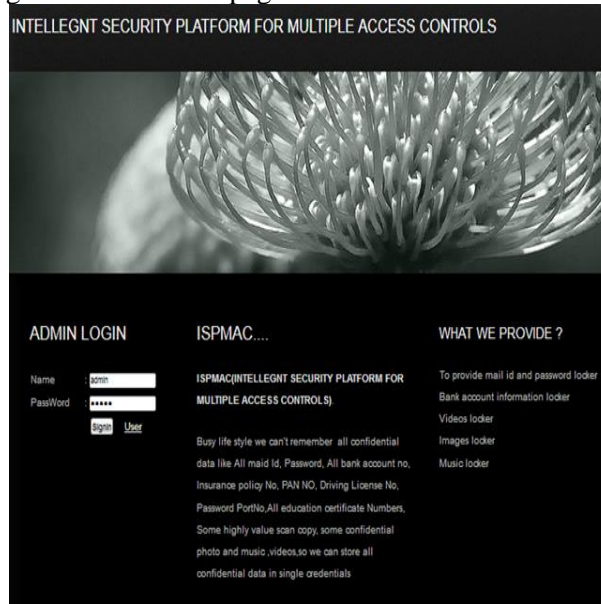 INTELLEGNT SECURITY PLATFORM FOR MULTIPLE ACCESS CONTROLS
ADMIN LOGIN
Name : admin
PassWord : •••••
Signin User
ISPMAC....
ISPMAC(INTELLEGNT SECURITY PLATFORM FOR
MULTIPLE ACCESS CONTROLS)
Busy life style we can't remember all confidential
data like All maid Id, Password, All bank account no,
Insurance policy No, PAN NO, Driving License No,
Password PortNo,All education certificate Numbers,
Some highly value scan copy, some confidential
photo and music ,videos,so we can store all
confidential data in single credentials
WHAT WE PROVIDE ?
To provide mail id and password locker
Bank account information locker
Videos locker
Images locker
Music locker